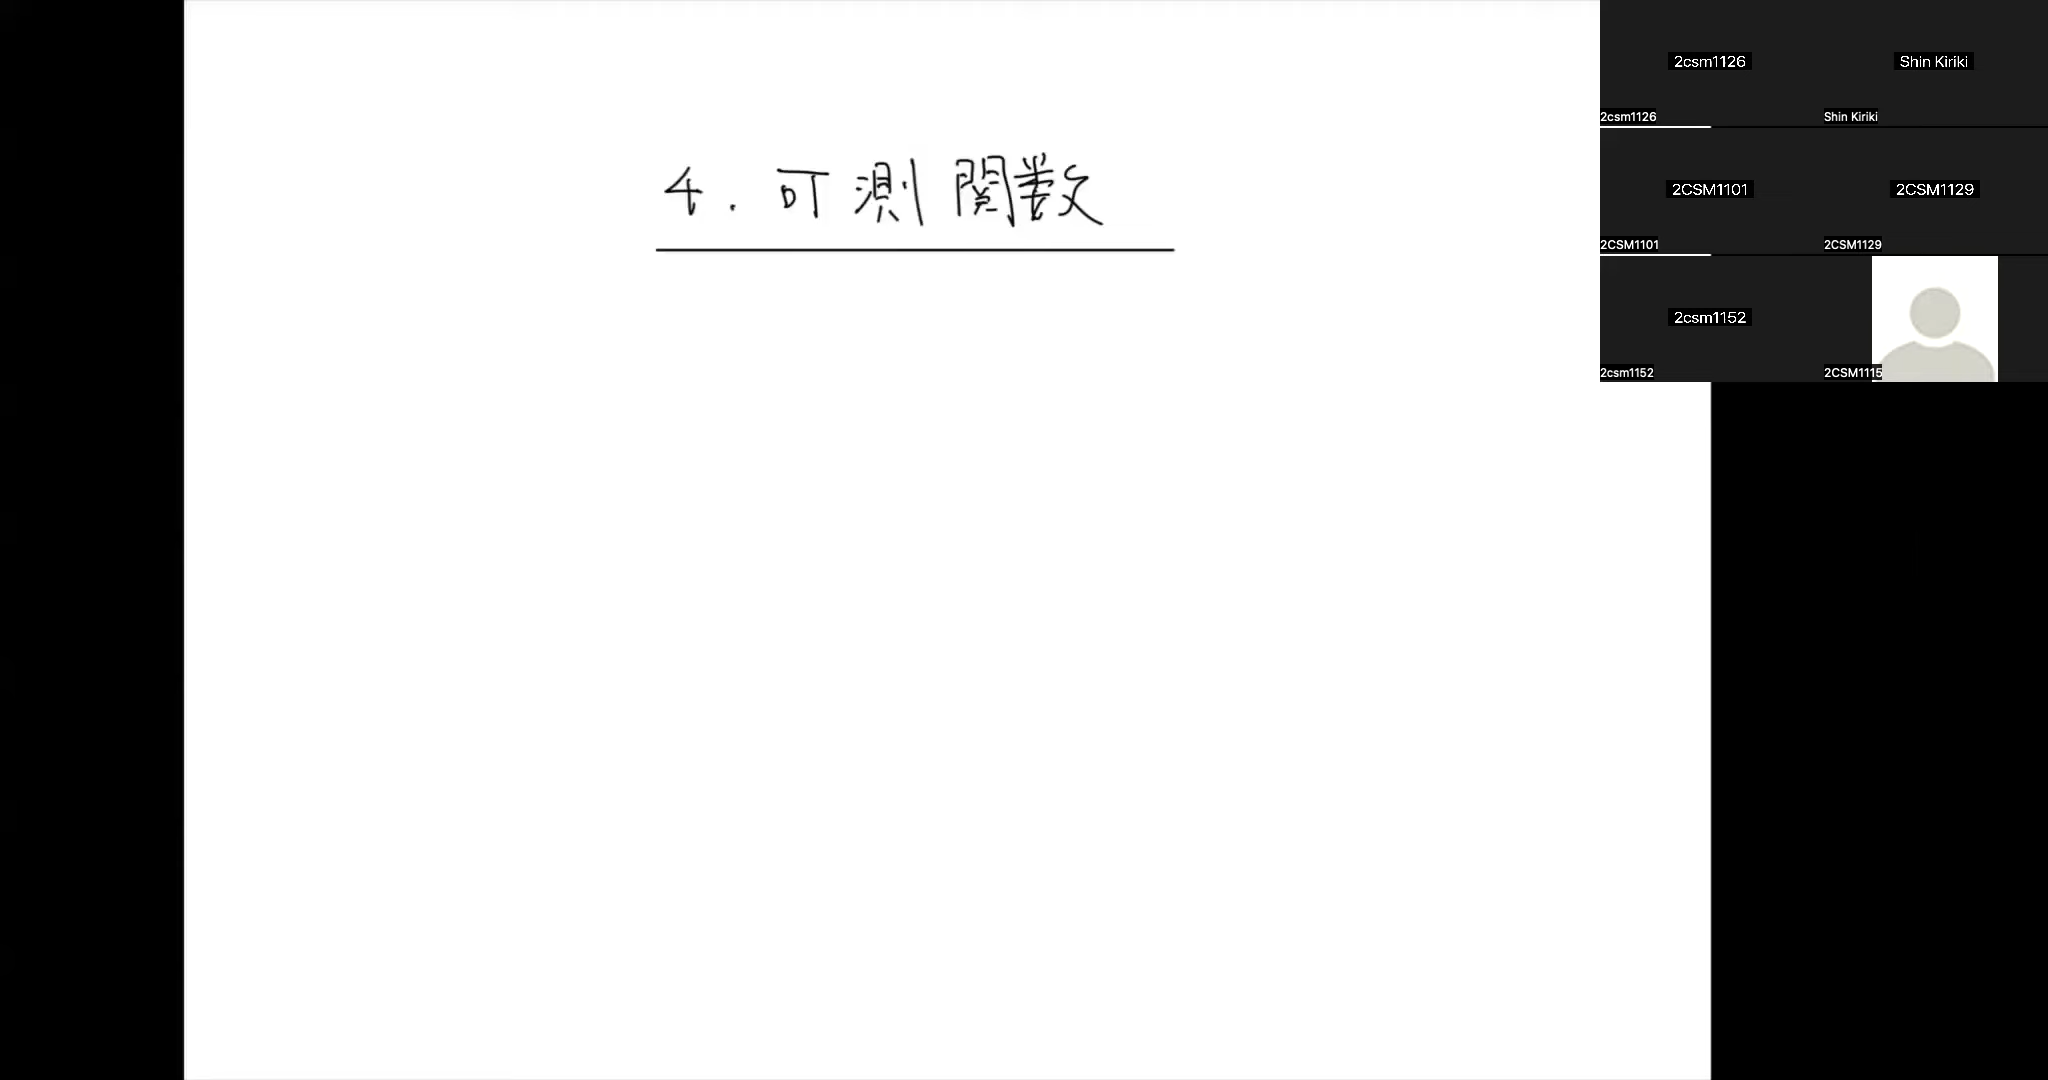 4. 可測関数
2csm1126
Shin Kiriki
2csm1126
Shin Kiriki
2CSM1101
2CSM1129
2CSM1101
2CSM1129
2csm1152
2csm1152
2CSM1115